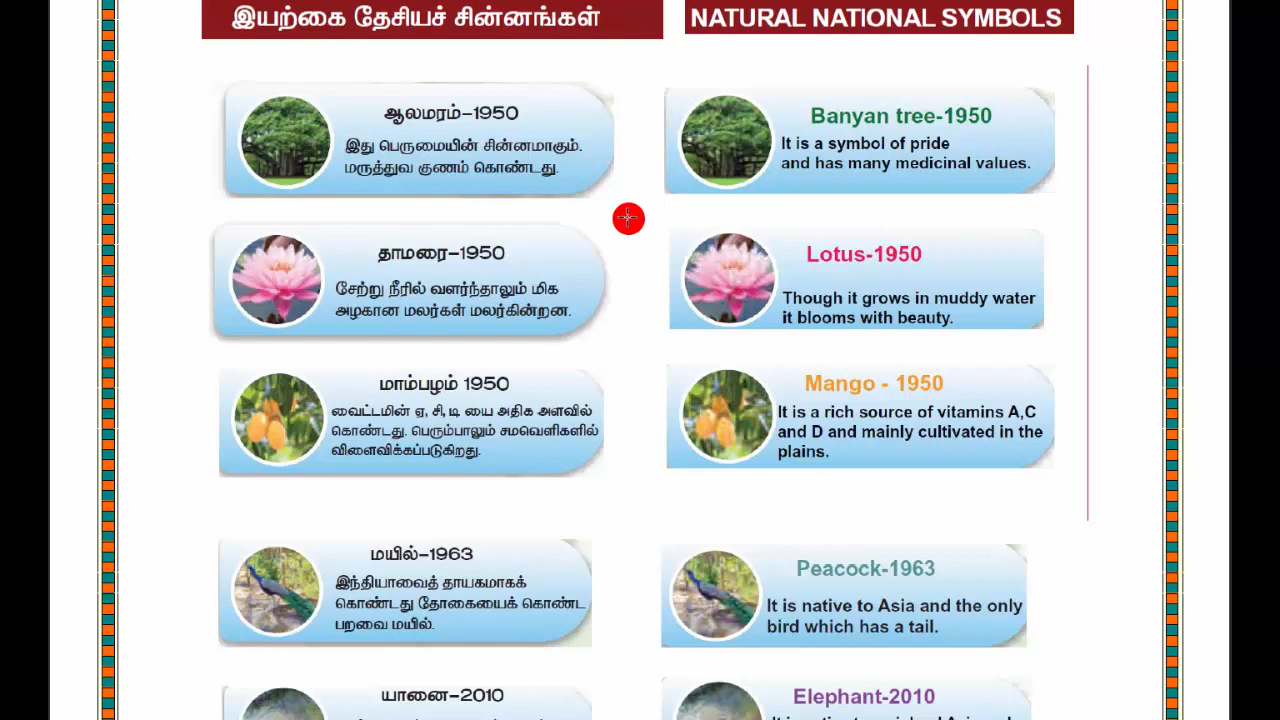 இயற்கை தேசியச் சின்னங்கள்
NATURAL NATIONAL SYMBOLS
ஆலமரம்–1950
இது பெருமையின் சின்னமாகும்.
மருத்துவ குணம் கொண்டது.
Banyan tree-1950
It is a symbol of pride
and has many medicinal values.
தாமரை–1950
சேற்று நீரில் வளர்ந்தாலும் மிக
அழகான மலர்கள் மலர்கின்றன.
Lotus-1950
Though it grows in muddy water
it blooms with beauty.
மாம்பழம் 1950
வைட்டமின் ஏ, சி, டி யை அதிக அளவில்
கொண்டது. பெரும்பாலும் சமவெளிகளில்
விளைவிக்கப்படுகிறது.
Mango - 1950
It is a rich source of vitamins A,C
and D and mainly cultivated in the
plains.
மயில்–1963
இந்தியாவைத் தாயகமாகக்
கொண்டது தோகையைக் கொண்ட
பறவை மயில்.
Peacock-1963
It is native to Asia and the only
bird which has a tail.
யானை–2010
Elephant-2010